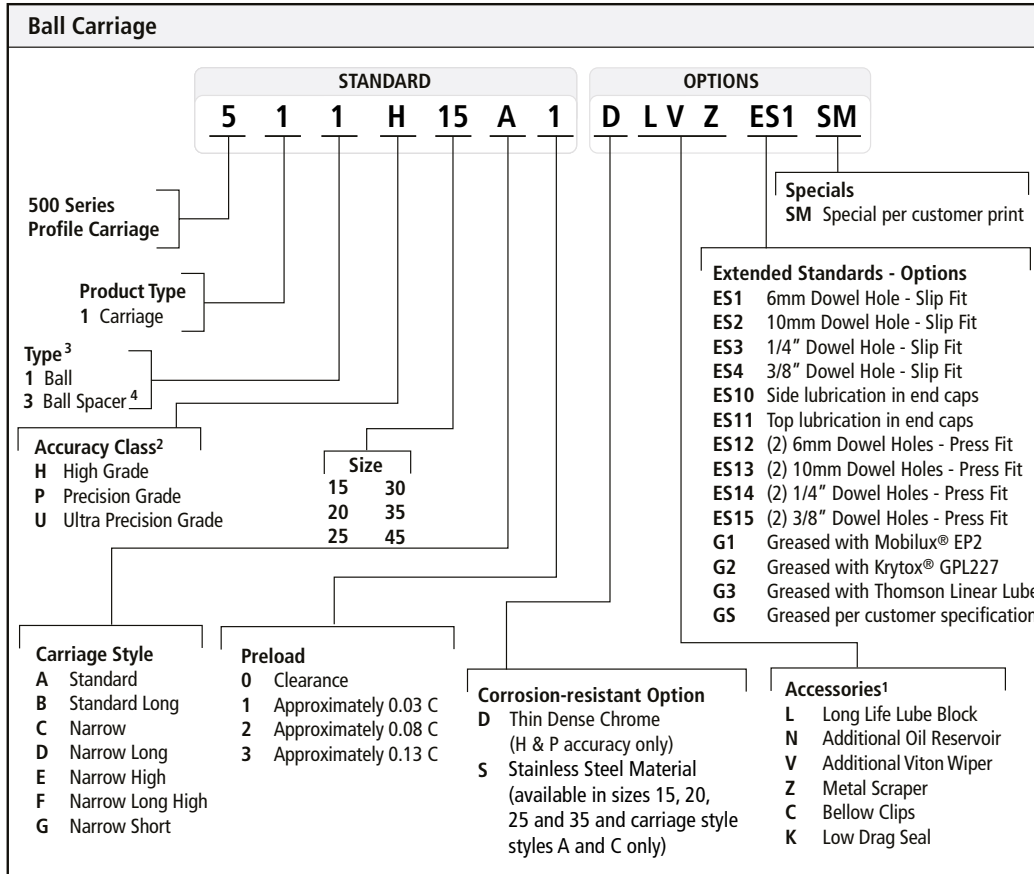 Ball Carriage
STANDARD
OPTIONS
5 1 1 H 15 A 1 D L V Z ES1 SM
500 Series
Profile Carriage
Product Type
1 Carriage
Type 3
1 Ball
3 Ball Spacer 4
Accuracy Class2
H High Grade
P Precision Grade
U Ultra Precision Grade
Size
15 30
20 35
25 45
Specials
SM Special per customer print
Extended Standards - Options
ES1 6mm Dowel Hole - Slip Fit
ES2 10mm Dowel Hole - Slip Fit
ES3 1/4” Dowel Hole - Slip Fit
ES4 3/8” Dowel Hole - Slip Fit
ES10 Side lubrication in end caps
ES11 Top lubrication in end caps
ES12 (2) 6mm Dowel Holes - Press Fit
ES13 (2) 10mm Dowel Holes - Press Fit
ES14 (2) 1/4” Dowel Holes - Press Fit
ES15 (2) 3/8” Dowel Holes - Press Fit
G1 Greased with Mobilux® EP2
G2 Greased with Krytox® GPL227
G3 Greased with Thomson Linear Lube
GS Greased per customer specification
Carriage Style
A Standard
B Standard Long
C Narrow
D Narrow Long
E Narrow High
F Narrow Long High
G Narrow Short
Preload
0 Clearance
1 Approximately 0.03 C
2 Approximately 0.08 C
3 Approximately 0.13 C
Corrosion-resistant Option
D Thin Dense Chrome
(H & P accuracy only)
S Stainless Steel Material
(available in sizes 15, 20,
25 and 35 and carriage style
styles A and C only)
Accessories1
L Long Life Lube Block
N Additional Oil Reservoir
V Additional Viton Wiper
Z Metal Scraper
C Bellow Clips
K Low Drag Seal